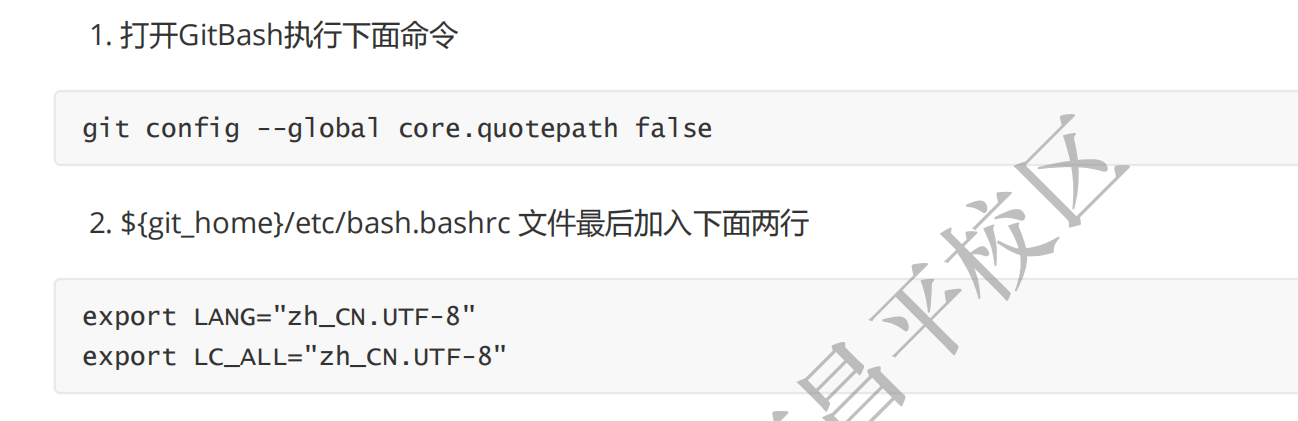 1. 打开GitBash执行下面命令
git config --global core.quotepath false
2. ${git_home}/etc/bash.bashrc 文件最后加入下面两行
export LANG="zh_CN.UTF-8"
export LC_ALL="zh_CN.UTF-8"
昌平校区